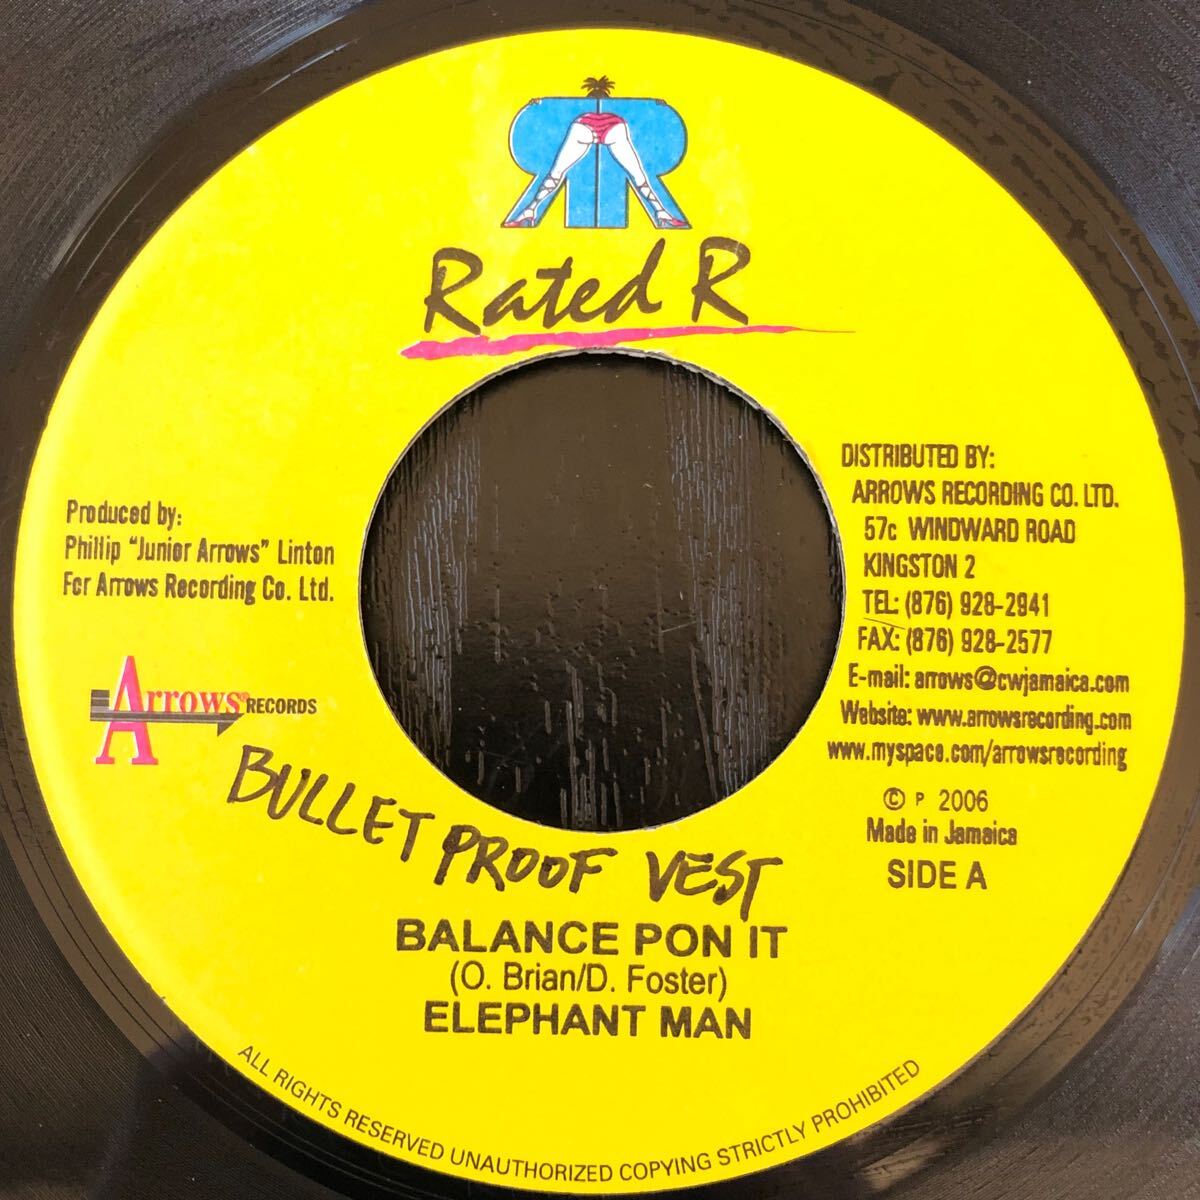 Rated R
Produced by:
Phillip "Junior Arrows" Linton
For Arrows Recording Co. Ltd.
Arrows® RECORDS
DISTRIBUTED BY:
ARROWS RECORDING CO. LTD.
57c WINDWARD ROAD
KINGSTON 2
TEL: (876) 928-2941
FAX: (876) 928-2577
E-mail: arrows@cwjamaica.com
Website: www.arrowsrecording.com
www.myspace.com/arrowsrecording
© P 2006
Made in Jamaica
SIDE A
BULLET PROOF VEST
BALANCE PON IT
(O. Brian/D. Foster)
ELEPHANT MAN
ALL RIGHTS RESERVED UNAUTHORIZED COPYING STRICTLY PROHIBITED